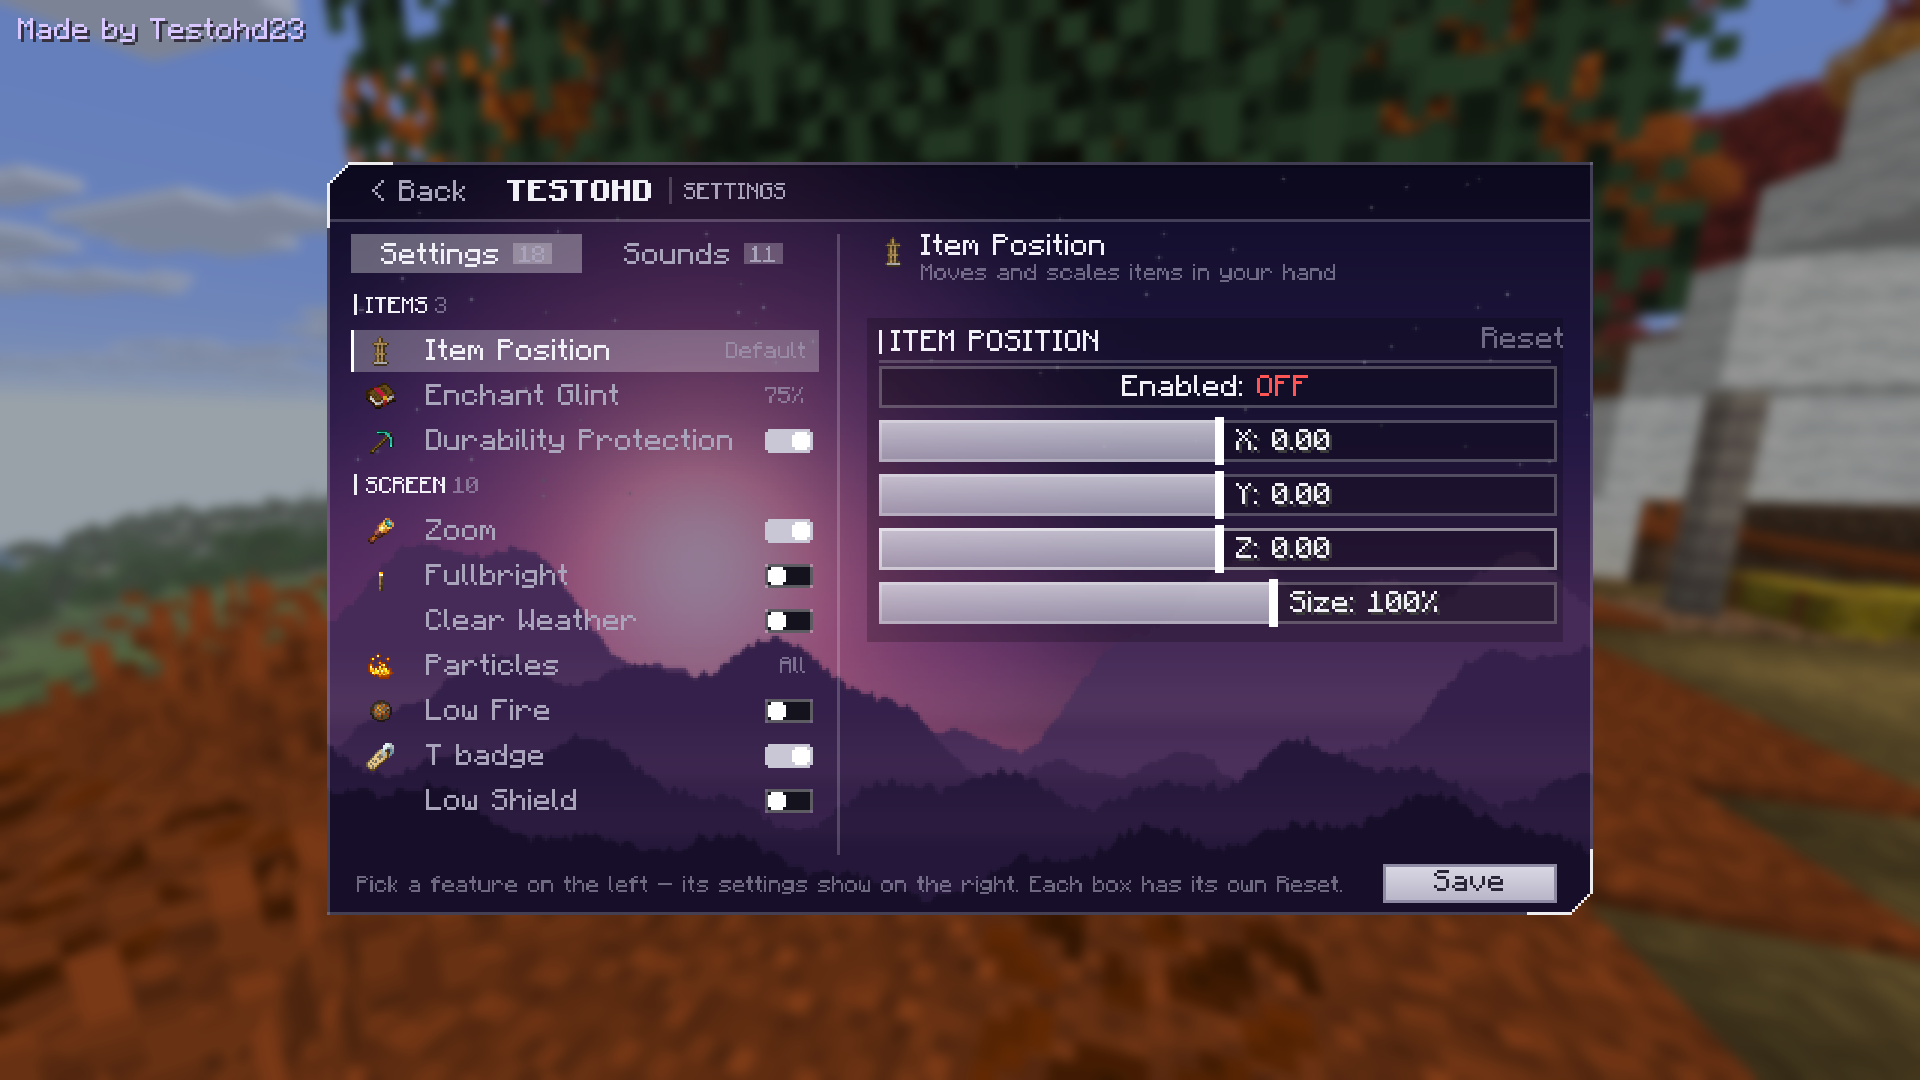 Made by Testohd23
< Back TESTOHD | SETTINGS
Settings 18 Sounds 11
ITEMS 3
Item Position Default
Enchant Glint 75%
Durability Protection
SCREEN 10
Zoom
Fullbright
Clear Weather
Particles All
Low Fire
T badge
Low Shield
Item Position
Moves and scales items in your hand
ITEM POSITION Reset
Enabled: OFF
X: 0.00
Y: 0.00
Z: 0.00
Size: 100%
Pick a feature on the left — its settings show on the right. Each box has its own Reset.
Save